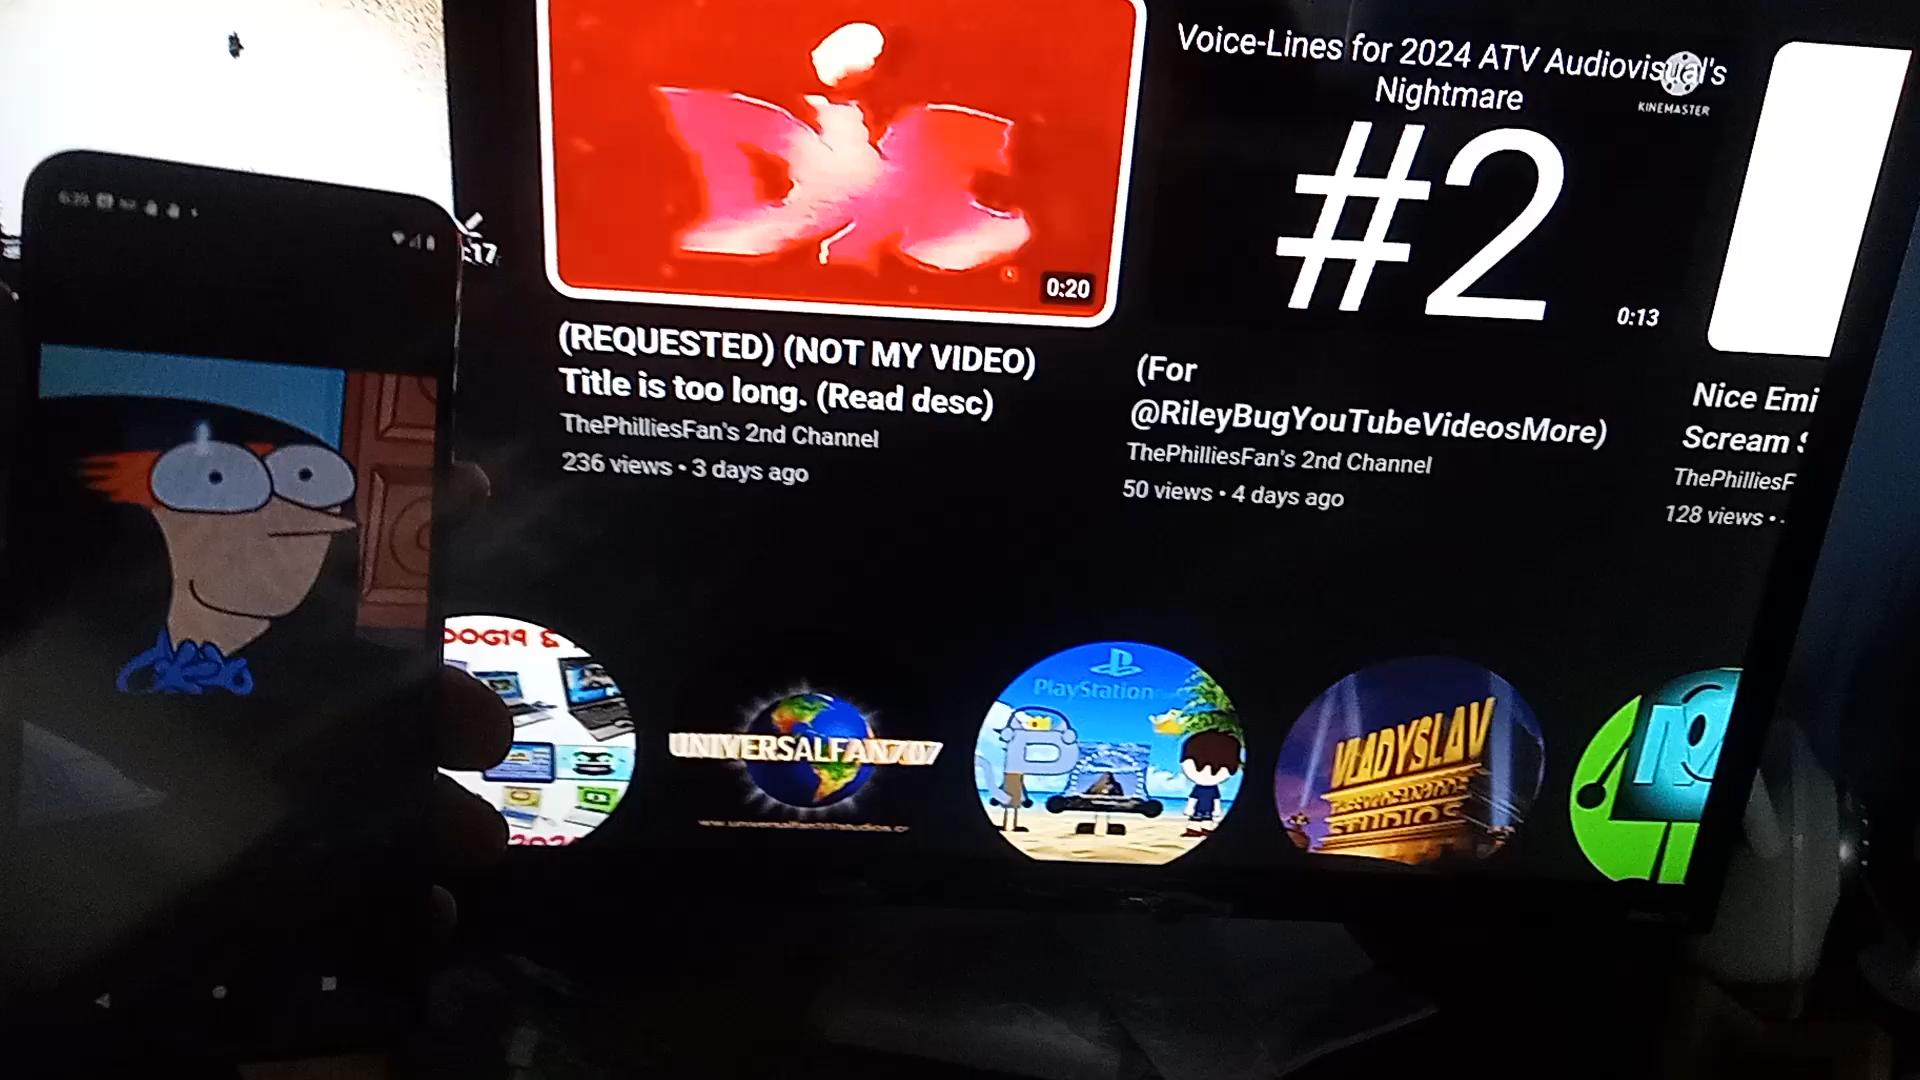 Voice-Lines for 2024 ATV Audiovisual's
Nightmare
KINEMASTER
#2
:17
0:20
0:13
(REQUESTED) (NOT MY VIDEO)
Title is too long. (Read desc)
ThePhilliesFan's 2nd Channel
236 views • 3 days ago
(For
@RileyBugYouTubeVideosMore)
ThePhilliesFan's 2nd Channel
50 views • 4 days ago
Nice Emi
Scream
ThePhilliesF
128 views •
UNIVERSALFAN707
PlayStation
VLADYSLAV
STUDIOS